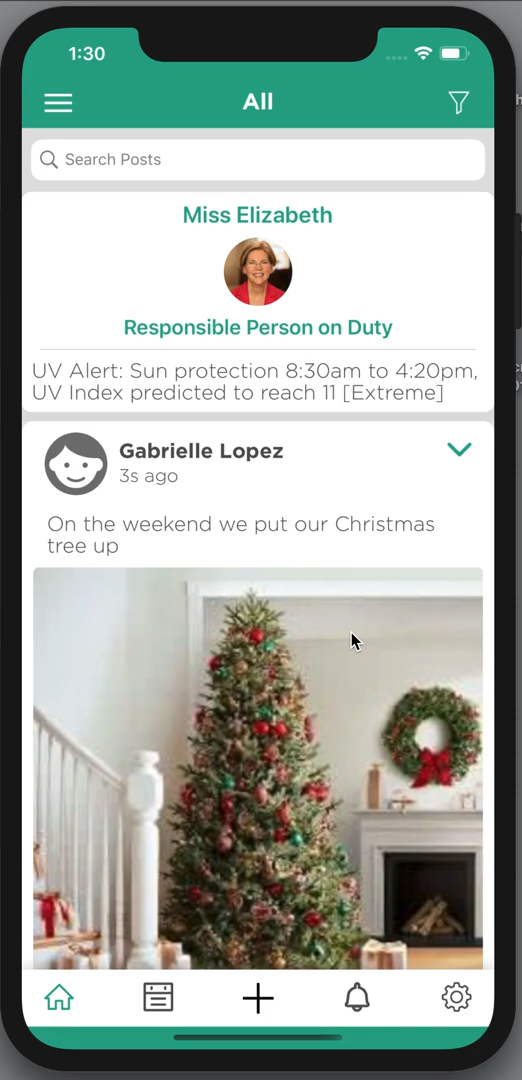 1:30
All
Search Posts
Miss Elizabeth
Responsible Person on Duty
UV Alert: Sun protection 8:30am to 4:20pm,
UV Index predicted to reach 11 [Extreme]
Gabrielle Lopez
3s ago
On the weekend we put our Christmas
tree up